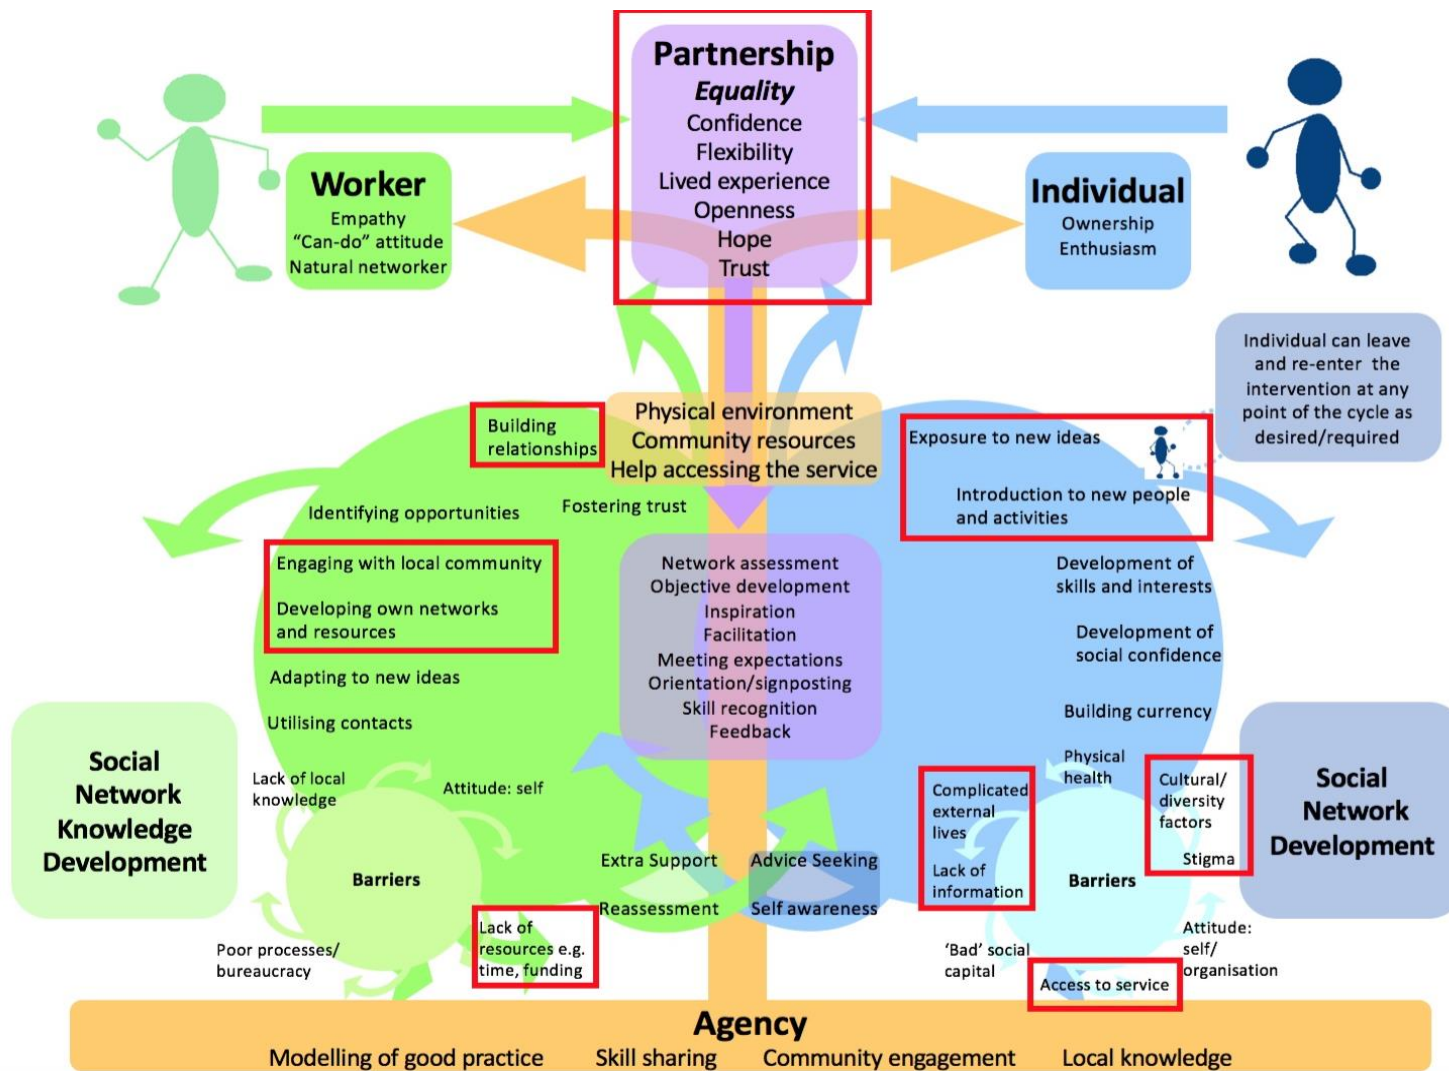 Partnership
Equality
Confidence
Flexibility
Lived experience
Openness
Hope
Trust
Worker
Empathy
“Can-do” attitude
Natural networker
Individual
Ownership
Enthusiasm
Individual can leave
and re-enter the
intervention at any
point of the cycle as
desired/required
Physical environment
Community resources
Help accessing the service
Building
relationships
Fostering trust
Identifying opportunities
Engaging with local community
Developing own networks
and resources
Adapting to new ideas
Utilising contacts
Exposure to new ideas
Introduction to new people
and activities
Development of
skills and interests
Development of
social confidence
Building currency
Network assessment
Objective development
Inspiration
Facilitation
Meeting expectations
Orientation/signposting
Skill recognition
Feedback
Social
Network
Knowledge
Development
Lack of local
knowledge
Attitude: self
Barriers
Poor processes/
bureaucracy
Lack of
resources e.g.
time, funding
Extra Support
Reassessment
Advice Seeking
Self awareness
Physical
health
Complicated
external
lives
Lack of
information
Cultural/
diversity
factors
Stigma
Barriers
‘Bad’ social
capital
Access to service
Attitude:
self/
organisation
Social
Network
Development
Agency
Modelling of good practice
Skill sharing
Community engagement
Local knowledge